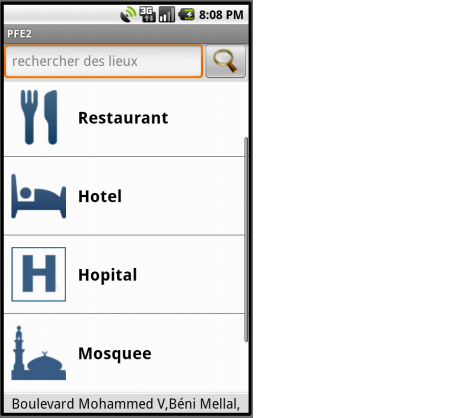 3G
8:08 PM
PFE2
rechercher des lieux
Restaurant
Hotel
H
Hopital
Mosquee
Boulevard Mohammed V,Béni Mellal,